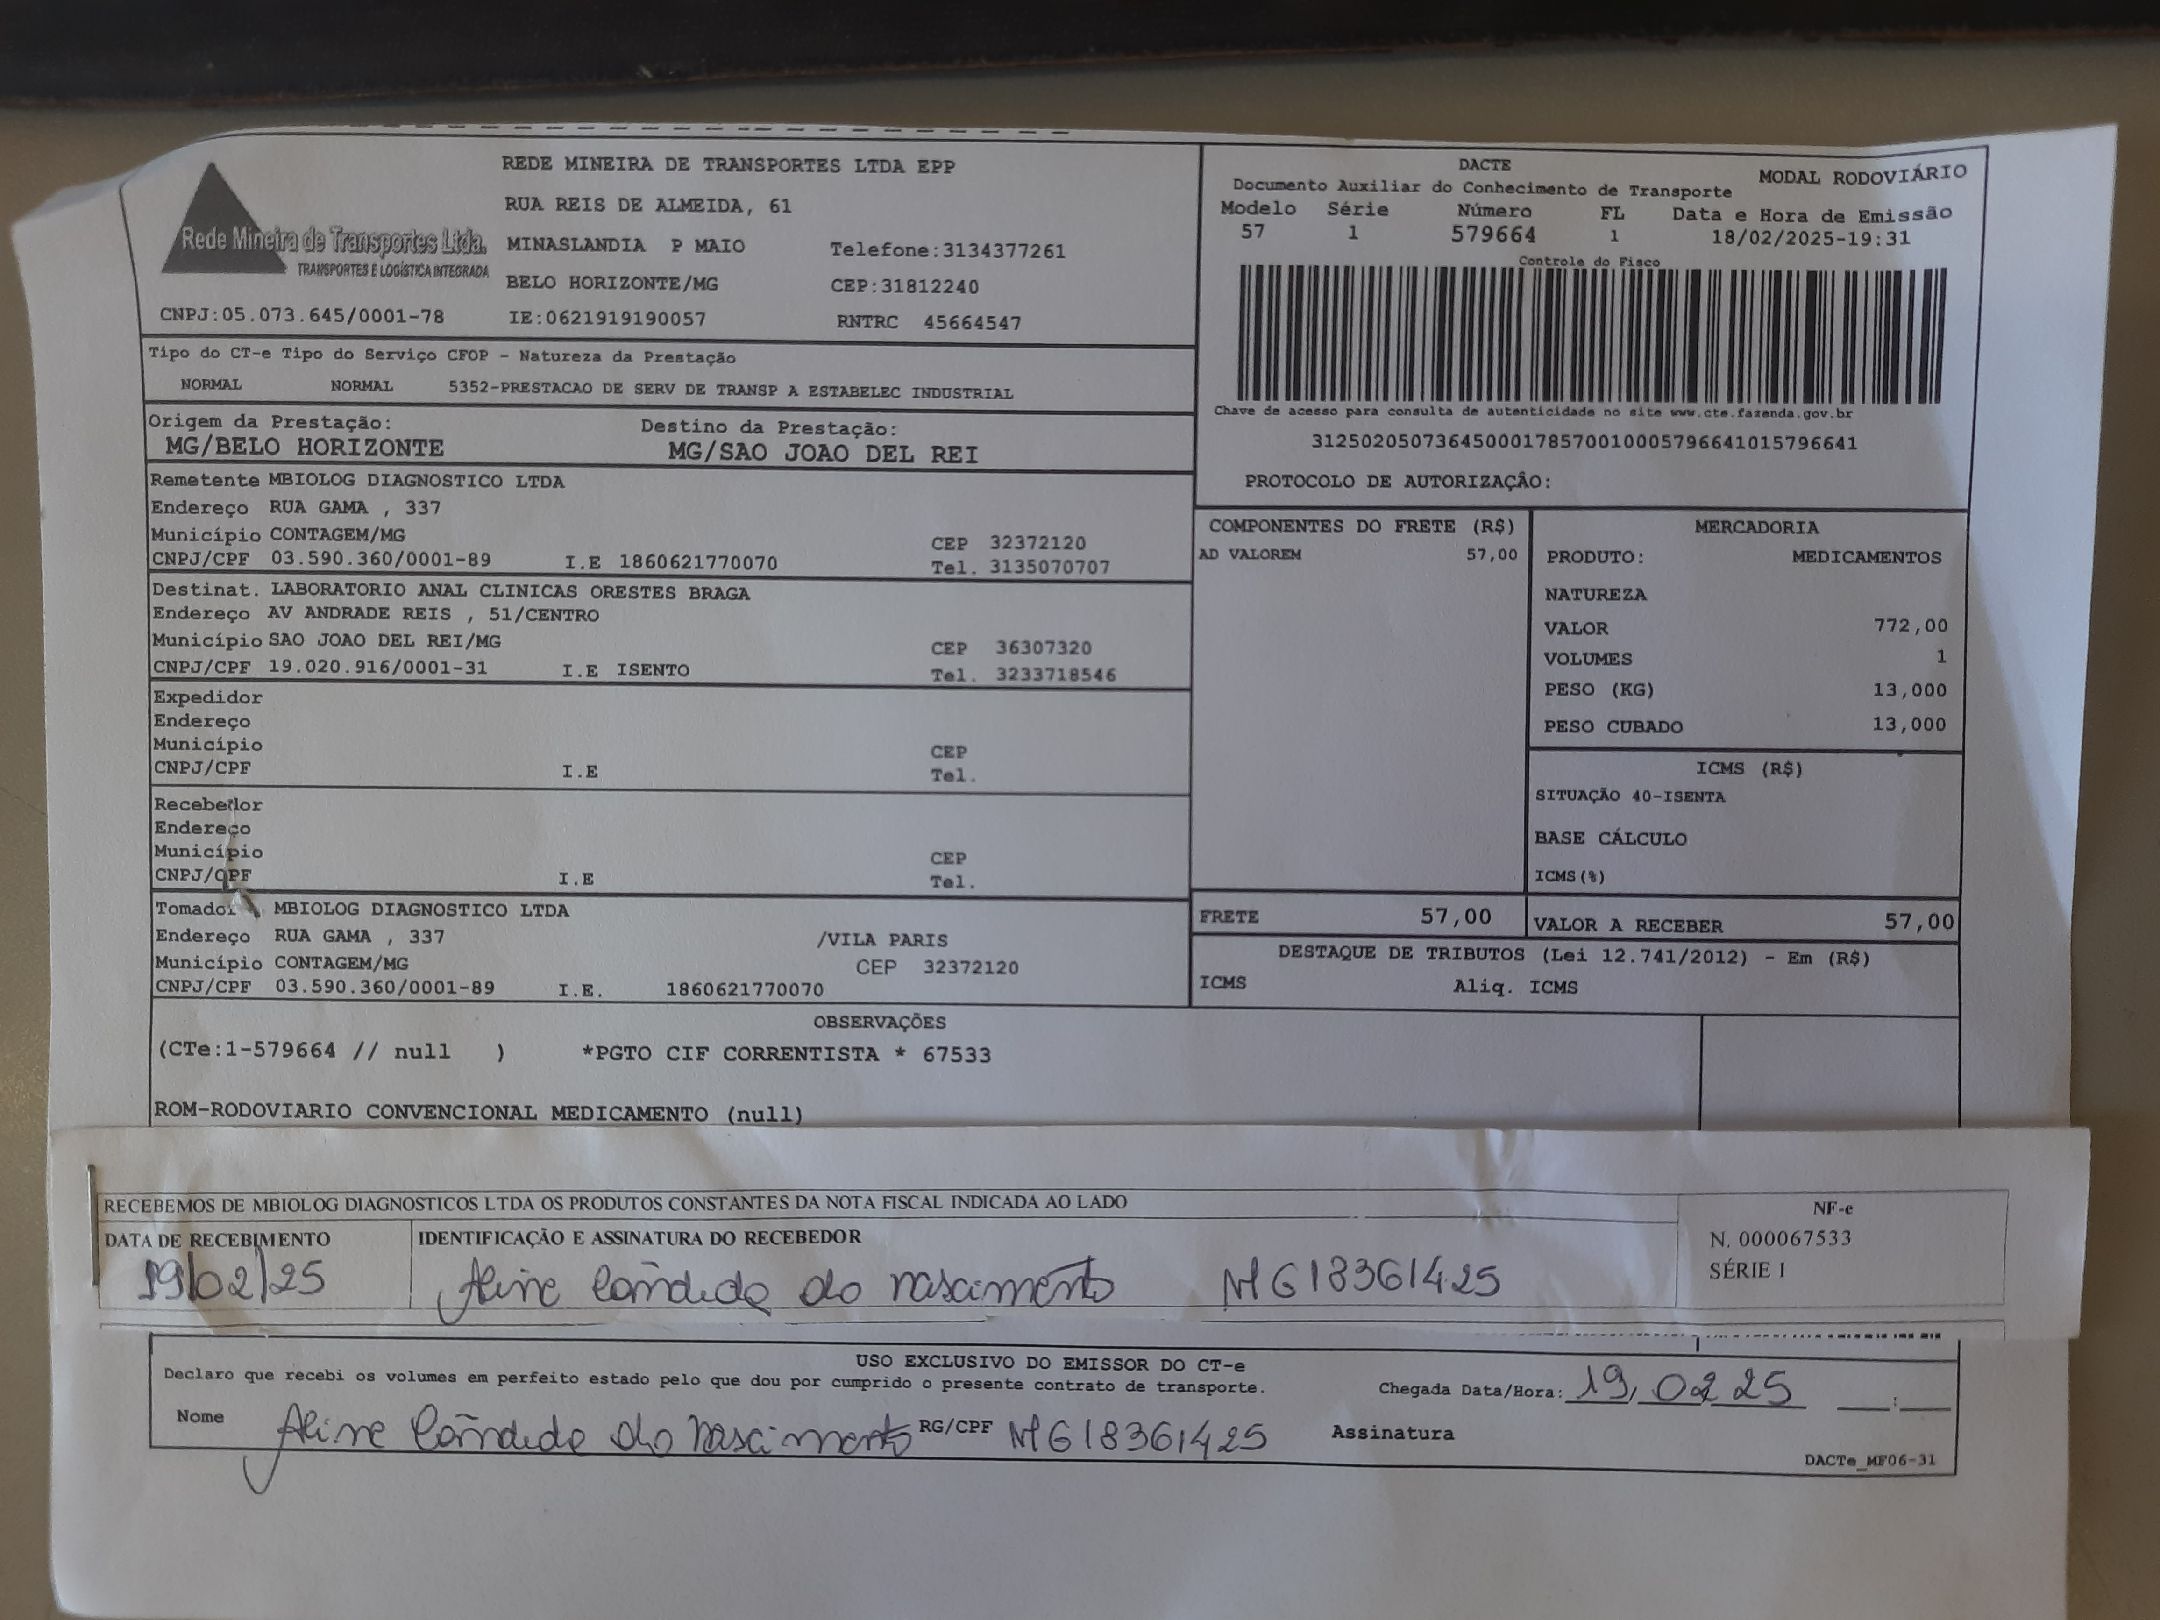 Rede Mineira de Transportes Ltda.
TRANSPORTES E LOGÍSTICA INTEGRADA
CNPJ:05.073.645/0001-78
REDE MINEIRA DE TRANSPORTES LTDA EPP
RUA REIS DE ALMEIDA, 61
MINASLANDIA P MAIO Telefone:3134377261
BELO HORIZONTE/MG CEP:31812240
IE:0621919190057 RNTRC 45664547
DACTE MODAL RODOVIÁRIO
Documento Auxiliar do Conhecimento de Transporte
Modelo Série Número FL Data e Hora de Emissão
57 1 579664 1 18/02/2025-19:31
Controle do Fisco
Chave de acesso para consulta de autenticidade no site www.cte.fazenda.gov.br
31250205073645000178570010005796641015796641
PROTOCOLO DE AUTORIZAÇÂO:
Tipo do CT-e Tipo do Serviço CFOP - Natureza da Prestação
NORMAL NORMAL 5352-PRESTACAO DE SERV DE TRANSP A ESTABELEC INDUSTRIAL
Origem da Prestação: Destino da Prestação:
MG/BELO HORIZONTE MG/SAO JOAO DEL REI
Remetente MBIOLOG DIAGNOSTICO LTDA
Endereço RUA GAMA , 337
Município CONTAGEM/MG CEP 32372120
CNPJ/CPF 03.590.360/0001-89 I.E 1860621770070 Tel. 3135070707
Destinat. LABORATORIO ANAL CLINICAS ORESTES BRAGA
Endereço AV ANDRADE REIS , 51/CENTRO
Município SAO JOAO DEL REI/MG CEP 36307320
CNPJ/CPF 19.020.916/0001-31 I.E ISENTO Tel. 3233718546
Expedidor
Endereço
Município CEP
CNPJ/CPF I.E Tel.
Recebedor
Endereço
Município CEP
CNPJ/CPF I.E Tel.
Tomador MBIOLOG DIAGNOSTICO LTDA
Endereço RUA GAMA , 337 /VILA PARIS
Município CONTAGEM/MG CEP 32372120
CNPJ/CPF 03.590.360/0001-89 I.E. 1860621770070
COMPONENTES DO FRETE (R$)
AD VALOREM 57,00
FRETE 57,00
MERCADORIA
PRODUTO: MEDICAMENTOS
NATUREZA
VALOR 772,00
VOLUMES 1
PESO (KG) 13,000
PESO CUBADO 13,000
ICMS (R$)
SITUAÇÃO 40-ISENTA
BASE CÁLCULO
ICMS(%)
VALOR A RECEBER 57,00
DESTAQUE DE TRIBUTOS (Lei 12.741/2012) - Em (R$)
ICMS Aliq. ICMS
OBSERVAÇÕES
(CTe:1-579664 // null ) *PGTO CIF CORRENTISTA * 67533
ROM-RODOVIARIO CONVENCIONAL MEDICAMENTO (null)
RECEBEMOS DE MBIOLOG DIAGNOSTICOS LTDA OS PRODUTOS CONSTANTES DA NOTA FISCAL INDICADA AO LADO
DATA DE RECEBIMENTO IDENTIFICAÇÃO E ASSINATURA DO RECEBEDOR
19/02/25 Aline Cândida do Nascimento MG18361425
NF-e
N. 000067533
SÉRIE 1
USO EXCLUSIVO DO EMISSOR DO CT-e
Declaro que recebi os volumes em perfeito estado pelo que dou por cumprido o presente contrato de transporte. Chegada Data/Hora: 19, 02 25 :
Nome Aline Cândida do Nascimento RG/CPF MG18361425 Assinatura
DACTe_MF06-31